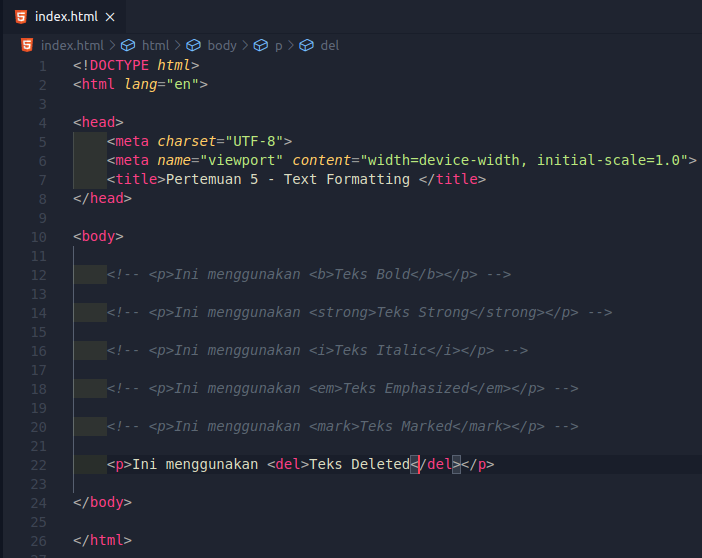 index.html ×
index.html > html > body > p > del
1 <!DOCTYPE html>
2 <html lang="en">
3
4 <head>
5 <meta charset="UTF-8">
6 <meta name="viewport" content="width=device-width, initial-scale=1.0">
7 <title>Pertemuan 5 - Text Formatting </title>
8 </head>
9
10 <body>
11
12 <!-- <p>Ini menggunakan <b>Teks Bold</b></p> -->
13
14 <!-- <p>Ini menggunakan <strong>Teks Strong</strong></p> -->
15
16 <!-- <p>Ini menggunakan <i>Teks Italic</i></p> -->
17
18 <!-- <p>Ini menggunakan <em>Teks Emphasized</em></p> -->
19
20 <!-- <p>Ini menggunakan <mark>Teks Marked</mark></p> -->
21
22 <p>Ini menggunakan <del>Teks Deleted</del></p>
23
24 </body>
25
26 </html>
27